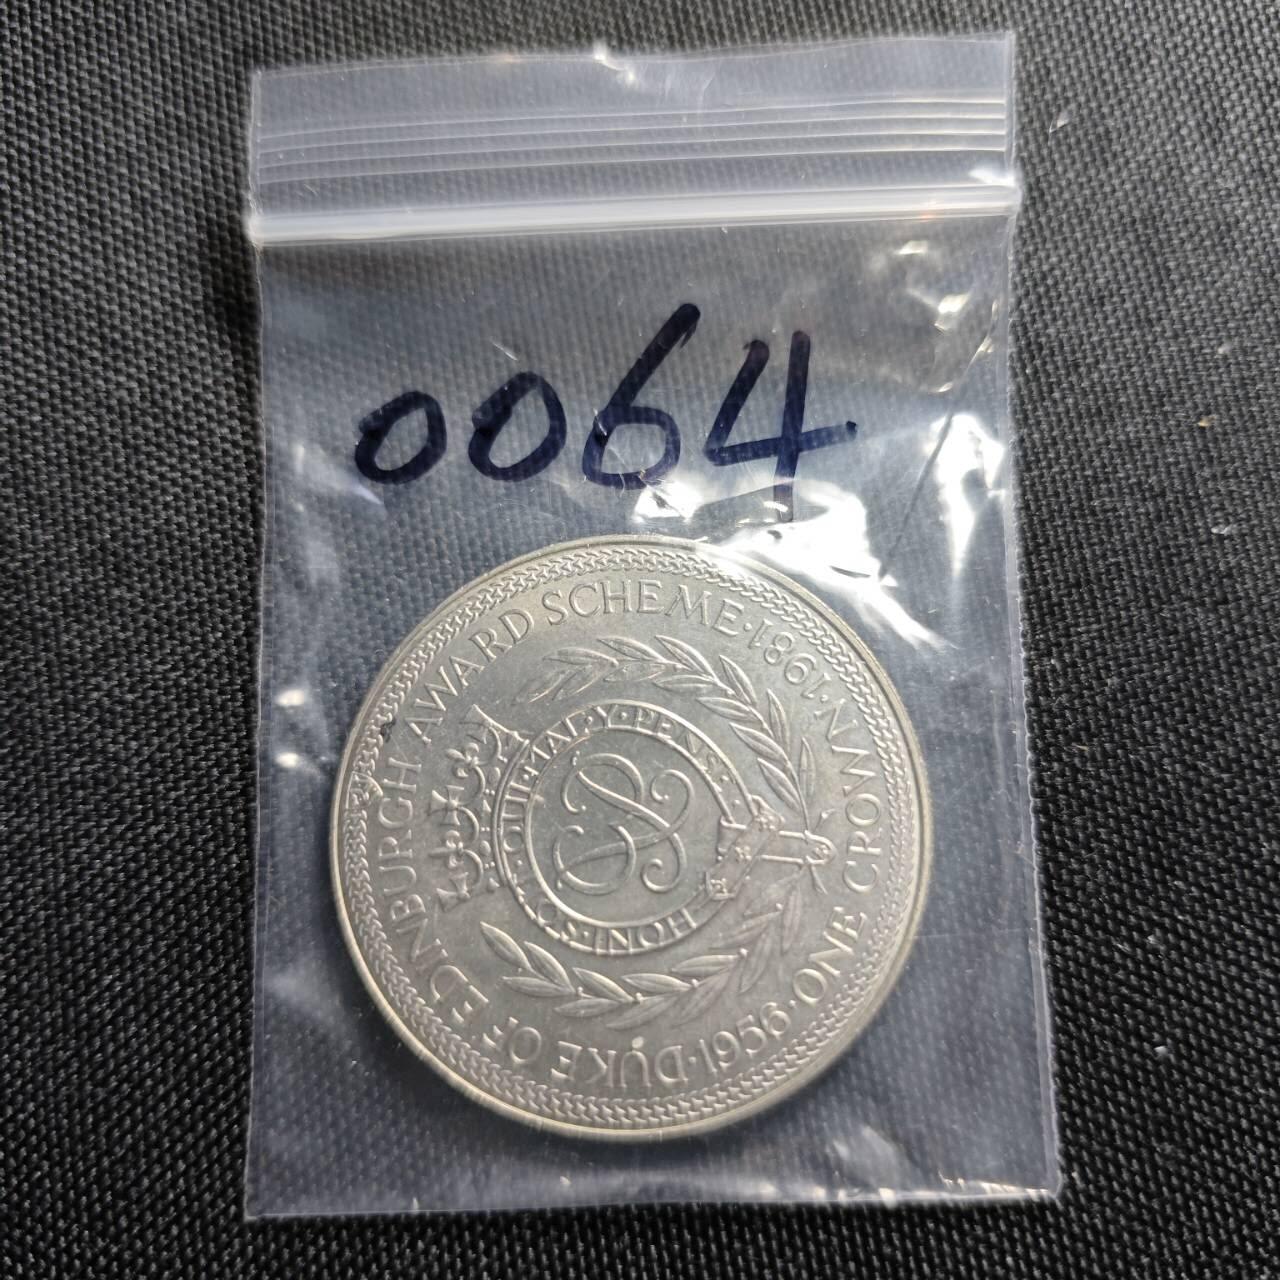 0064
1956 · DUKE OF EDINBURGH AWARD SCHEME · 1981 · ONE CROWN ·
HONI · SOIT · QUI · MAL · Y · PENSE